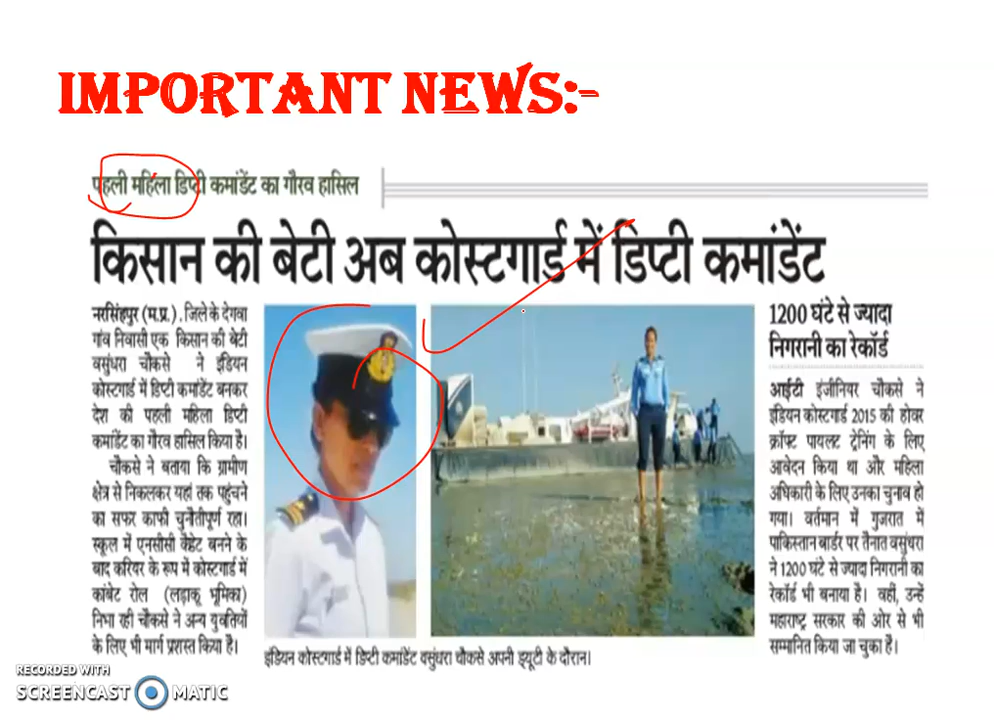 IMPORTANT NEWS:-
पहली महिला डिप्टी कमांडेंट का गौरव हासिल
किसान की बेटी अब कोस्टगार्ड में डिप्टी कमांडेंट
नरसिंहपुर (म.प्र.). जिले के देगवा
गांव निवासी एक किसान की बेटी
वसुंधरा चौकसे ने इंडियन
कोस्टगार्ड में डिप्टी कमांडेंट बनकर
देश की पहली महिला डिप्टी
कमांडेंट का गौरव हासिल किया है।
चौकसे ने बताया कि ग्रामीण
क्षेत्र से निकलकर यहां तक पहुंचने
का सफर काफी चुनौतीपूर्ण रहा।
स्कूल में एनसीसी कैडेट बनने के
बाद करियर के रूप में कोस्टगार्ड में
कांबेट रोल (लड़ाकू भूमिका)
निभा रही चौकसे ने अन्य युवतियों
के लिए भी मार्ग प्रशस्त किया है।
इंडियन कोस्टगार्ड में डिप्टी कमांडेंट वसुंधरा चौकसे अपनी ड्यूटी के दौरान।
1200 घंटे से ज्यादा
निगरानी का रेकॉर्ड
आईटी इंजीनियर चौकसे ने
इंडियन कोस्टगार्ड 2015 की होवर
क्रॉफ्ट पायलट ट्रेनिंग के लिए
आवेदन किया था और महिला
अधिकारी के लिए उनका चुनाव हो
गया। वर्तमान में गुजरात में
पाकिस्तान बार्डर पर तैनात वसुंधरा
ने 1200 घंटे से ज्यादा निगरानी का
रेकॉर्ड भी बनाया है। वहीं, उन्हें
महाराष्ट्र सरकार की ओर से भी
सम्मानित किया जा चुका है।
RECORDED WITH
SCREENCAST MATIC